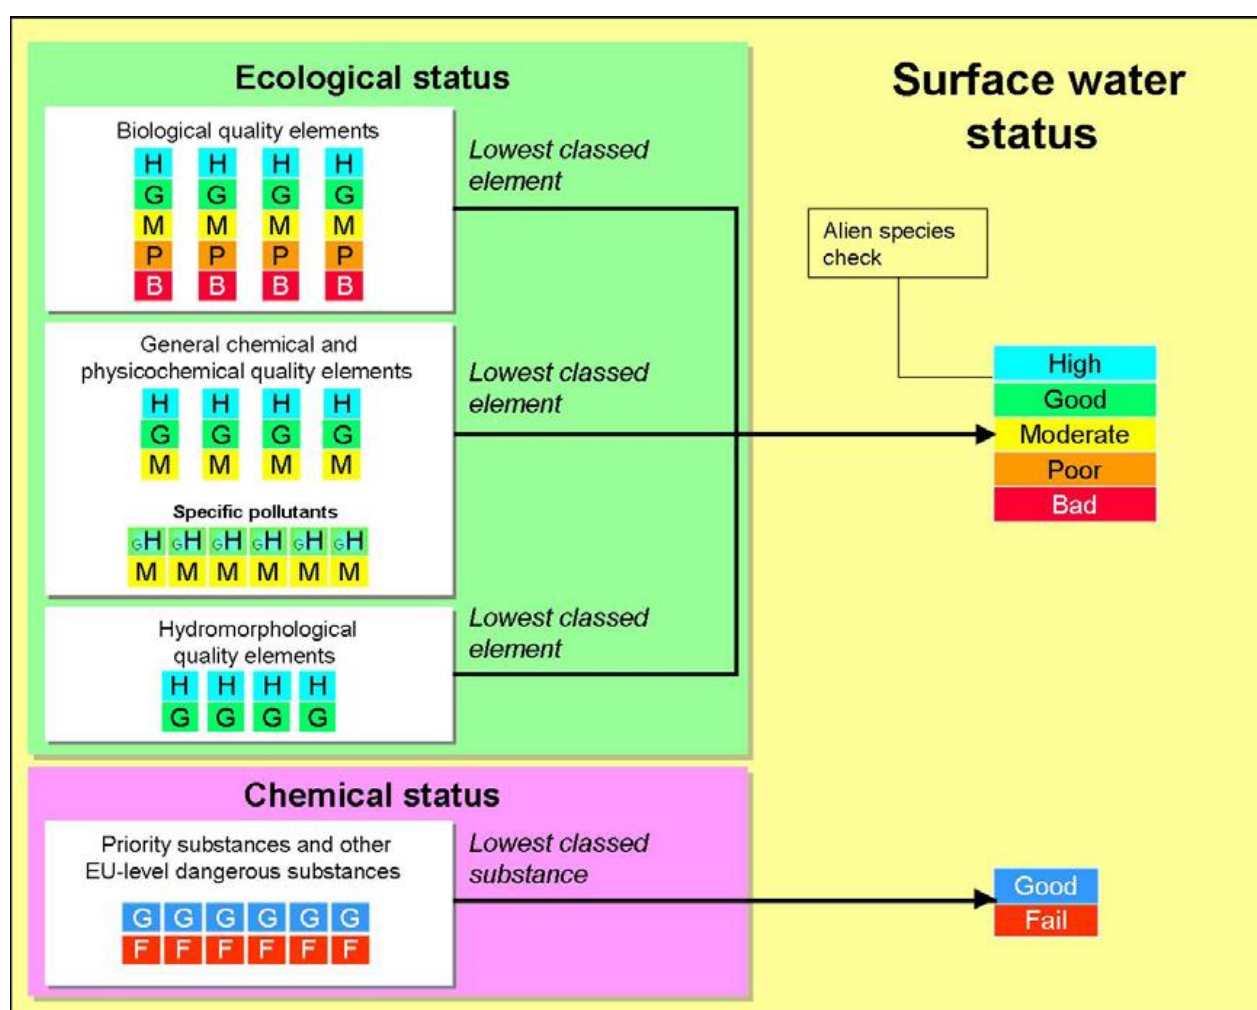 Ecological status
Surface water
status
Biological quality elements
H H H H
G G G G
M M M M
P P P P
B B B B
Lowest classed
element
Alien species
check
General chemical and
physicochemical quality elements
H H H H
G G G G
M M M M
Specific pollutants
GH GH GH GH GH GH
M M M M M M
Lowest classed
element
High
Good
Moderate
Poor
Bad
Hydromorphological
quality elements
H H H H
G G G G
Lowest classed
element
Chemical status
Priority substances and other
EU-level dangerous substances
G G G G G G
F F F F F F
Lowest classed
substance
Good
Fail